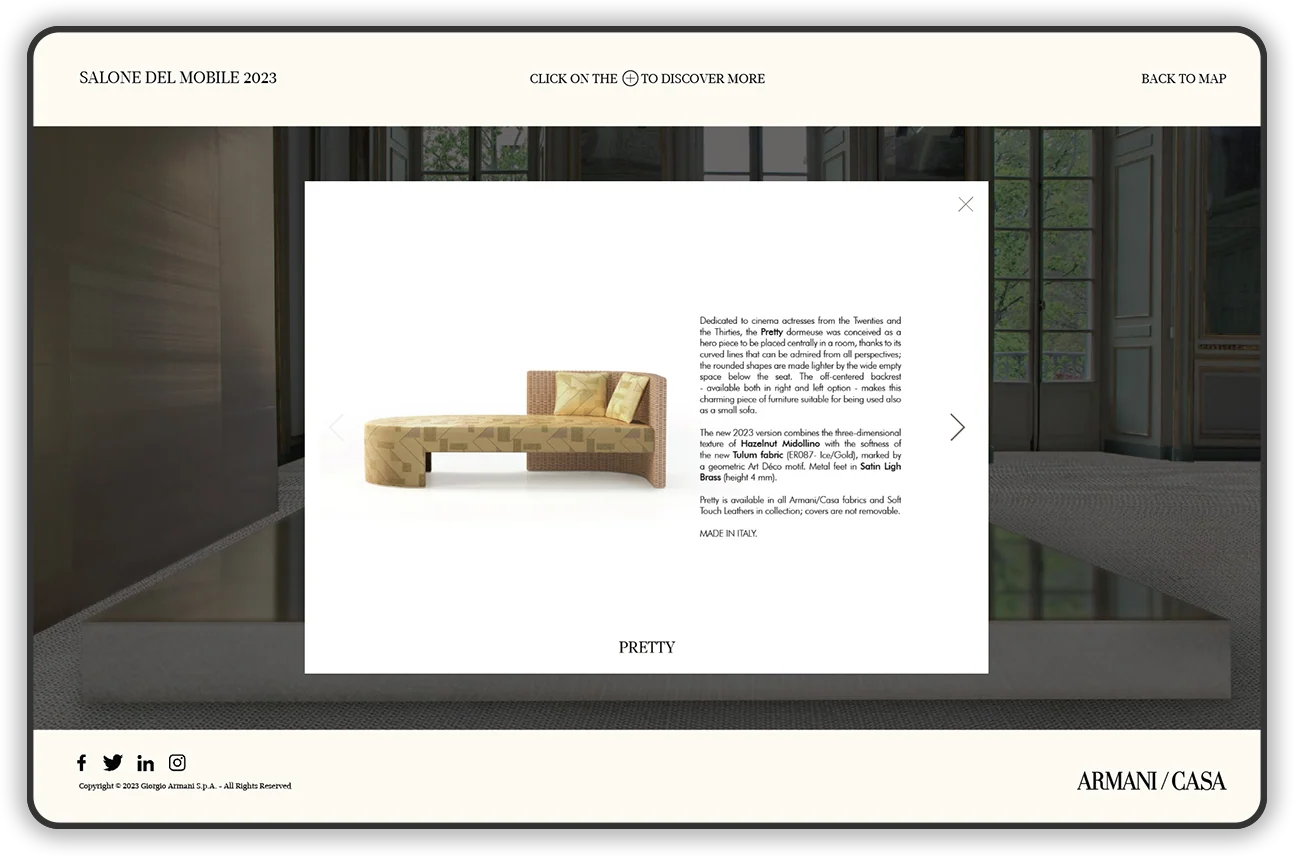 SALONE DEL MOBILE 2023
CLICK ON THE TO DISCOVER MORE
BACK TO MAP
Dedicated to cinema actresses from the Twenties and
the Thirties, the Pretty dormeuse was conceived as a
hero piece to be placed centrally in a room, thanks to its
curved lines that can be admired from all perspectives;
the rounded shapes are made lighter by the wide empty
space below the seat. The off-centered backrest
- available both in right and left option - makes this
charming piece of furniture suitable for being used also
as a small sofa.
The new 2023 version combines the three-dimensional
texture of Hazelnut Midollino with the softness of
the new Tulum fabric (ER087- Ice/Gold), marked by
a geometric Art Déco motif. Metal feet in Satin Ligh
Brass (height 4 mm).
Pretty is available in all Armani/Casa fabrics and Soft
Touch Leathers in collection; covers are not removable.
MADE IN ITALY.
PRETTY
Copyright © 2023 Giorgio Armani S.p.A. - All Rights Reserved
ARMANI / CASA